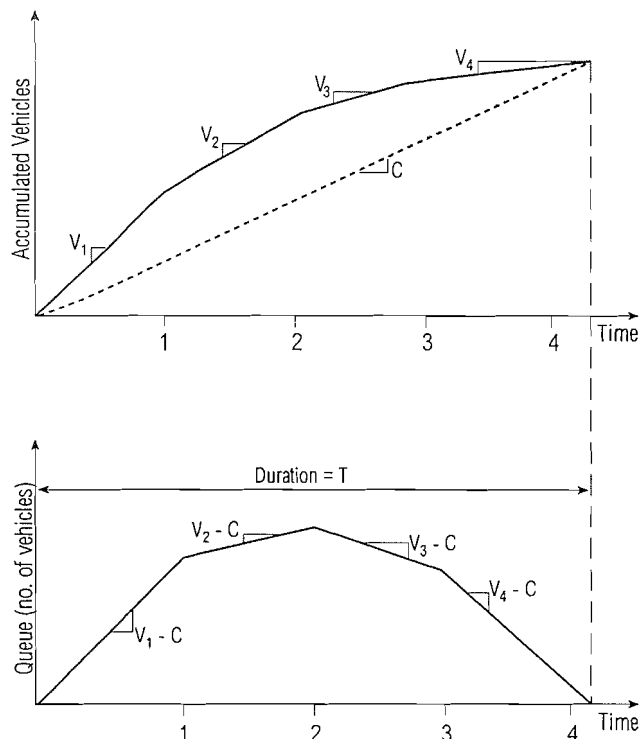 Accumulated Vehicles
V1
V2
V3
V4
C
1 2 3 4 Time
Queue (no. of vehicles)
Duration = T
V1 - C
V2 - C
V3 - C
V4 - C
1 2 3 4 Time